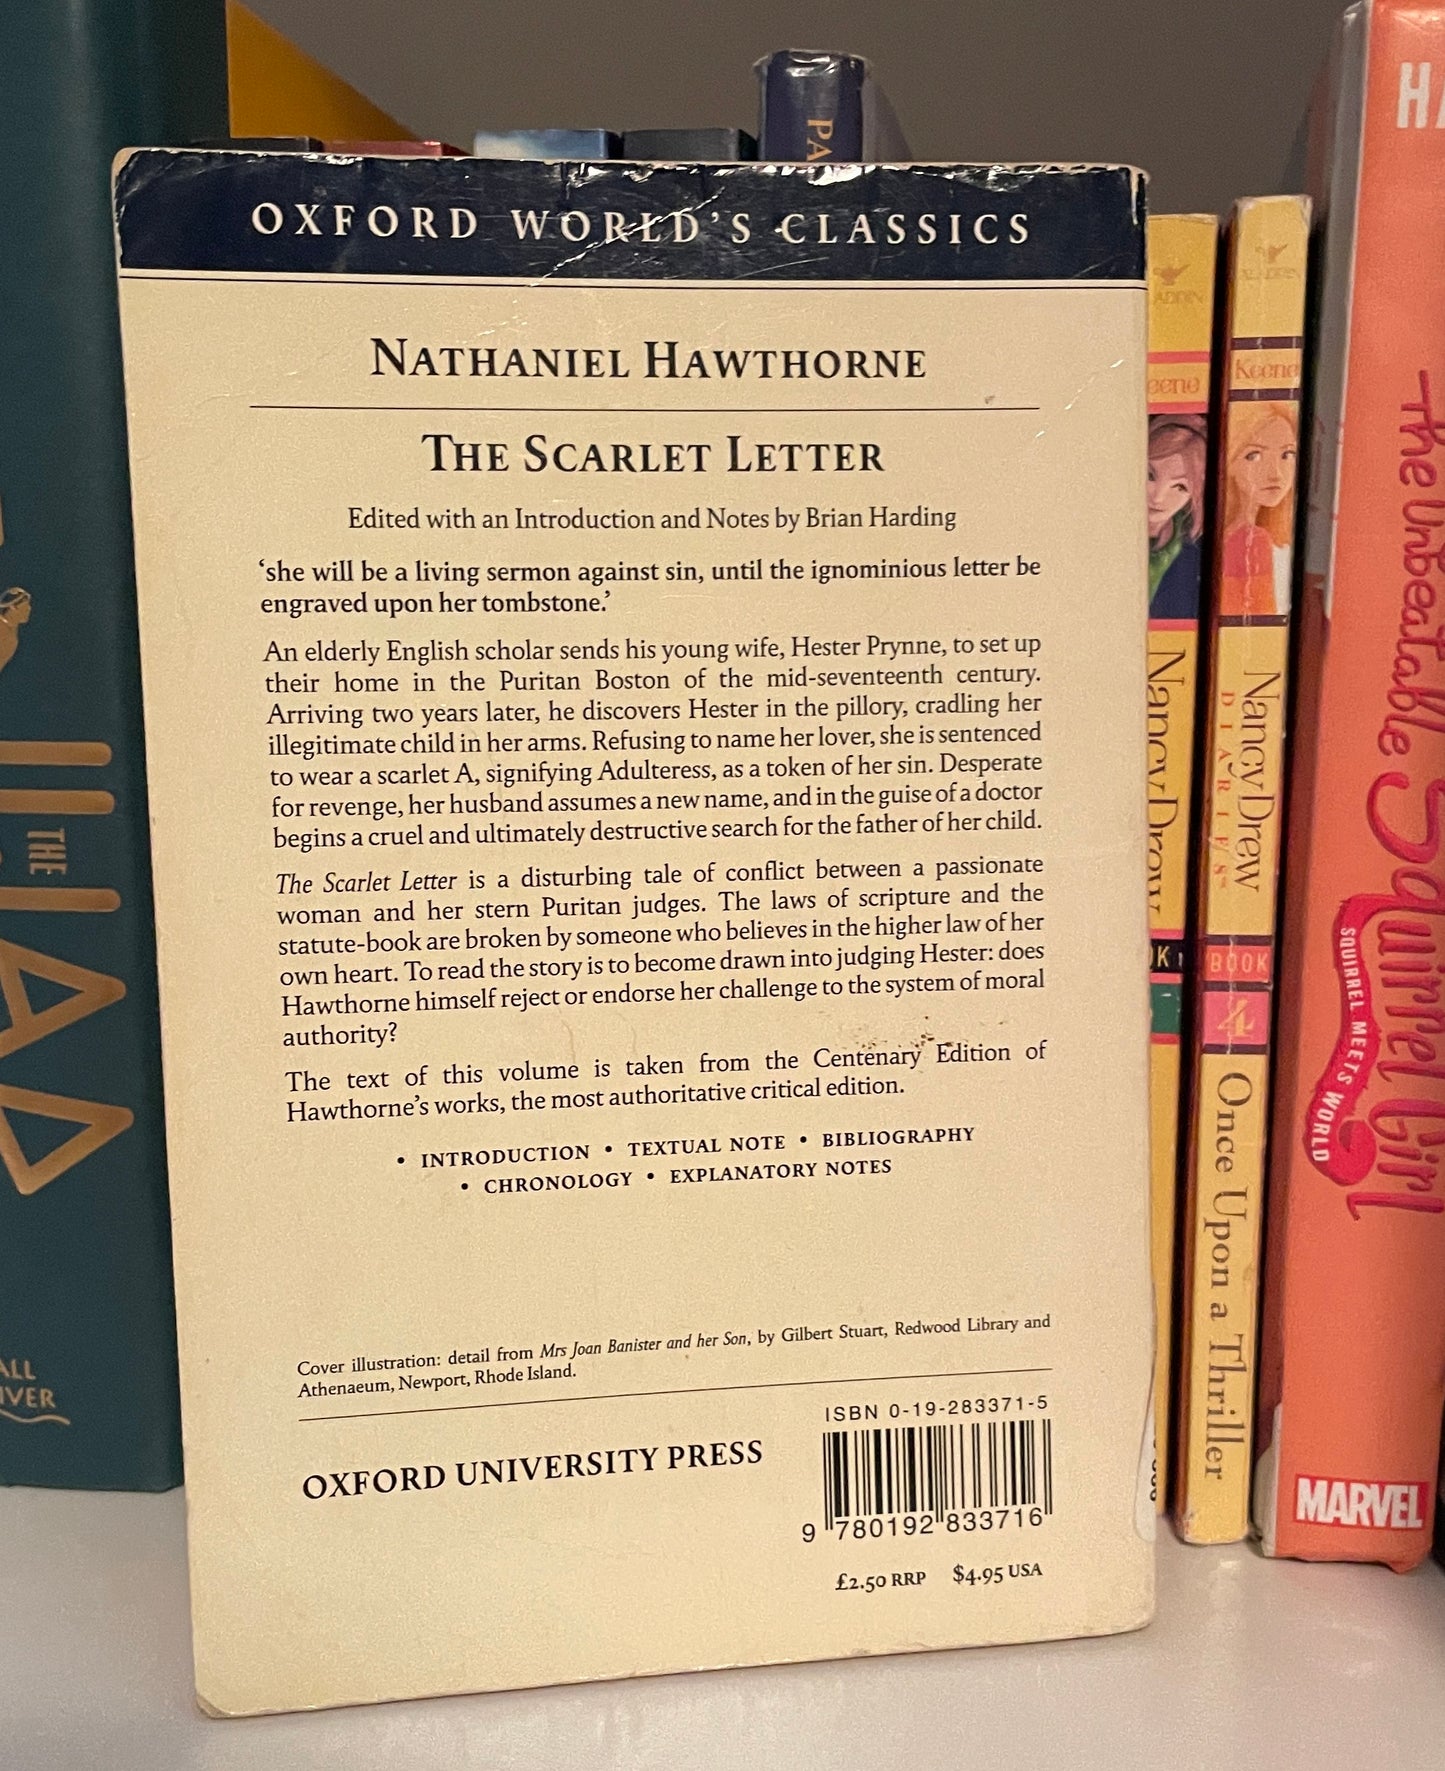 OXFORD WORLD'S CLASSICS
NATHANIEL HAWTHORNE
THE SCARLET LETTER
Edited with an Introduction and Notes by Brian Harding
‘she will be a living sermon against sin, until the ignominious letter be
engraved upon her tombstone.’
An elderly English scholar sends his young wife, Hester Prynne, to set up
their home in the Puritan Boston of the mid-seventeenth century.
Arriving two years later, he discovers Hester in the pillory, cradling her
illegitimate child in her arms. Refusing to name her lover, she is sentenced
to wear a scarlet A, signifying Adulteress, as a token of her sin. Desperate
for revenge, her husband assumes a new name, and in the guise of a doctor
begins a cruel and ultimately destructive search for the father of her child.
The Scarlet Letter is a disturbing tale of conflict between a passionate
woman and her stern Puritan judges. The laws of scripture and the
statute-book are broken by someone who believes in the higher law of her
own heart. To read the story is to become drawn into judging Hester: does
Hawthorne himself reject or endorse her challenge to the system of moral
authority?
The text of this volume is taken from the Centenary Edition of
Hawthorne's works, the most authoritative critical edition.
• INTRODUCTION • TEXTUAL NOTE • BIBLIOGRAPHY
• CHRONOLOGY • EXPLANATORY NOTES
Cover illustration: detail from Mrs Joan Banister and her Son, by Gilbert Stuart, Redwood Library and
Athenaeum, Newport, Rhode Island.
OXFORD UNIVERSITY PRESS
ISBN 0-19-283371-5
9 780192 833716
£2.50 RRP $4.95 USA
THE
PA
Nancy Drew
ALADDIN
Keene
Nancy Drew
DIARIES
BOOK
4
Once Upon a Thriller
the unbeatable
Squirrel Girl
SQUIRREL MEETS WORLD
MARVEL